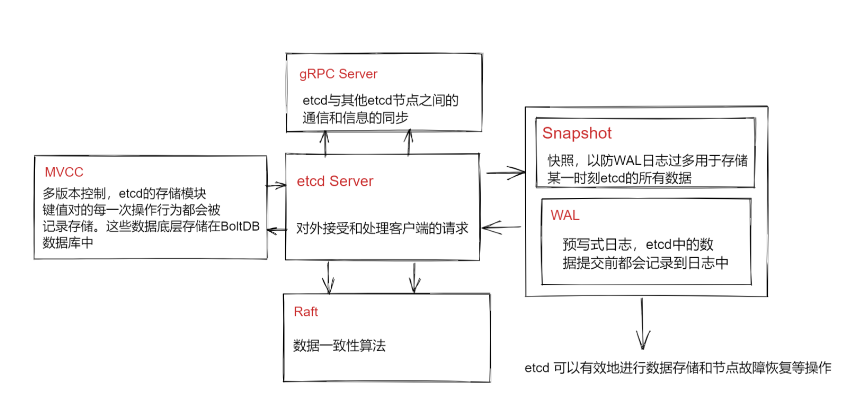 gRPC Server
etcd与其他etcd节点之间的
通信和信息的同步
MVCC
多版本控制，etcd的存储模块
键值对的每一次操作行为都会被
记录存储。这些数据底层存储在BoltDB
数据库中
etcd Server
对外接受和处理客户端的请求
Snapshot
快照，以防WAL日志过多用于存储
某一时刻etcd的所有数据
WAL
预写式日志，etcd中的数
据提交前都会记录到日志中
Raft
数据一致性算法
etcd 可以有效地进行数据存储和节点故障恢复等操作